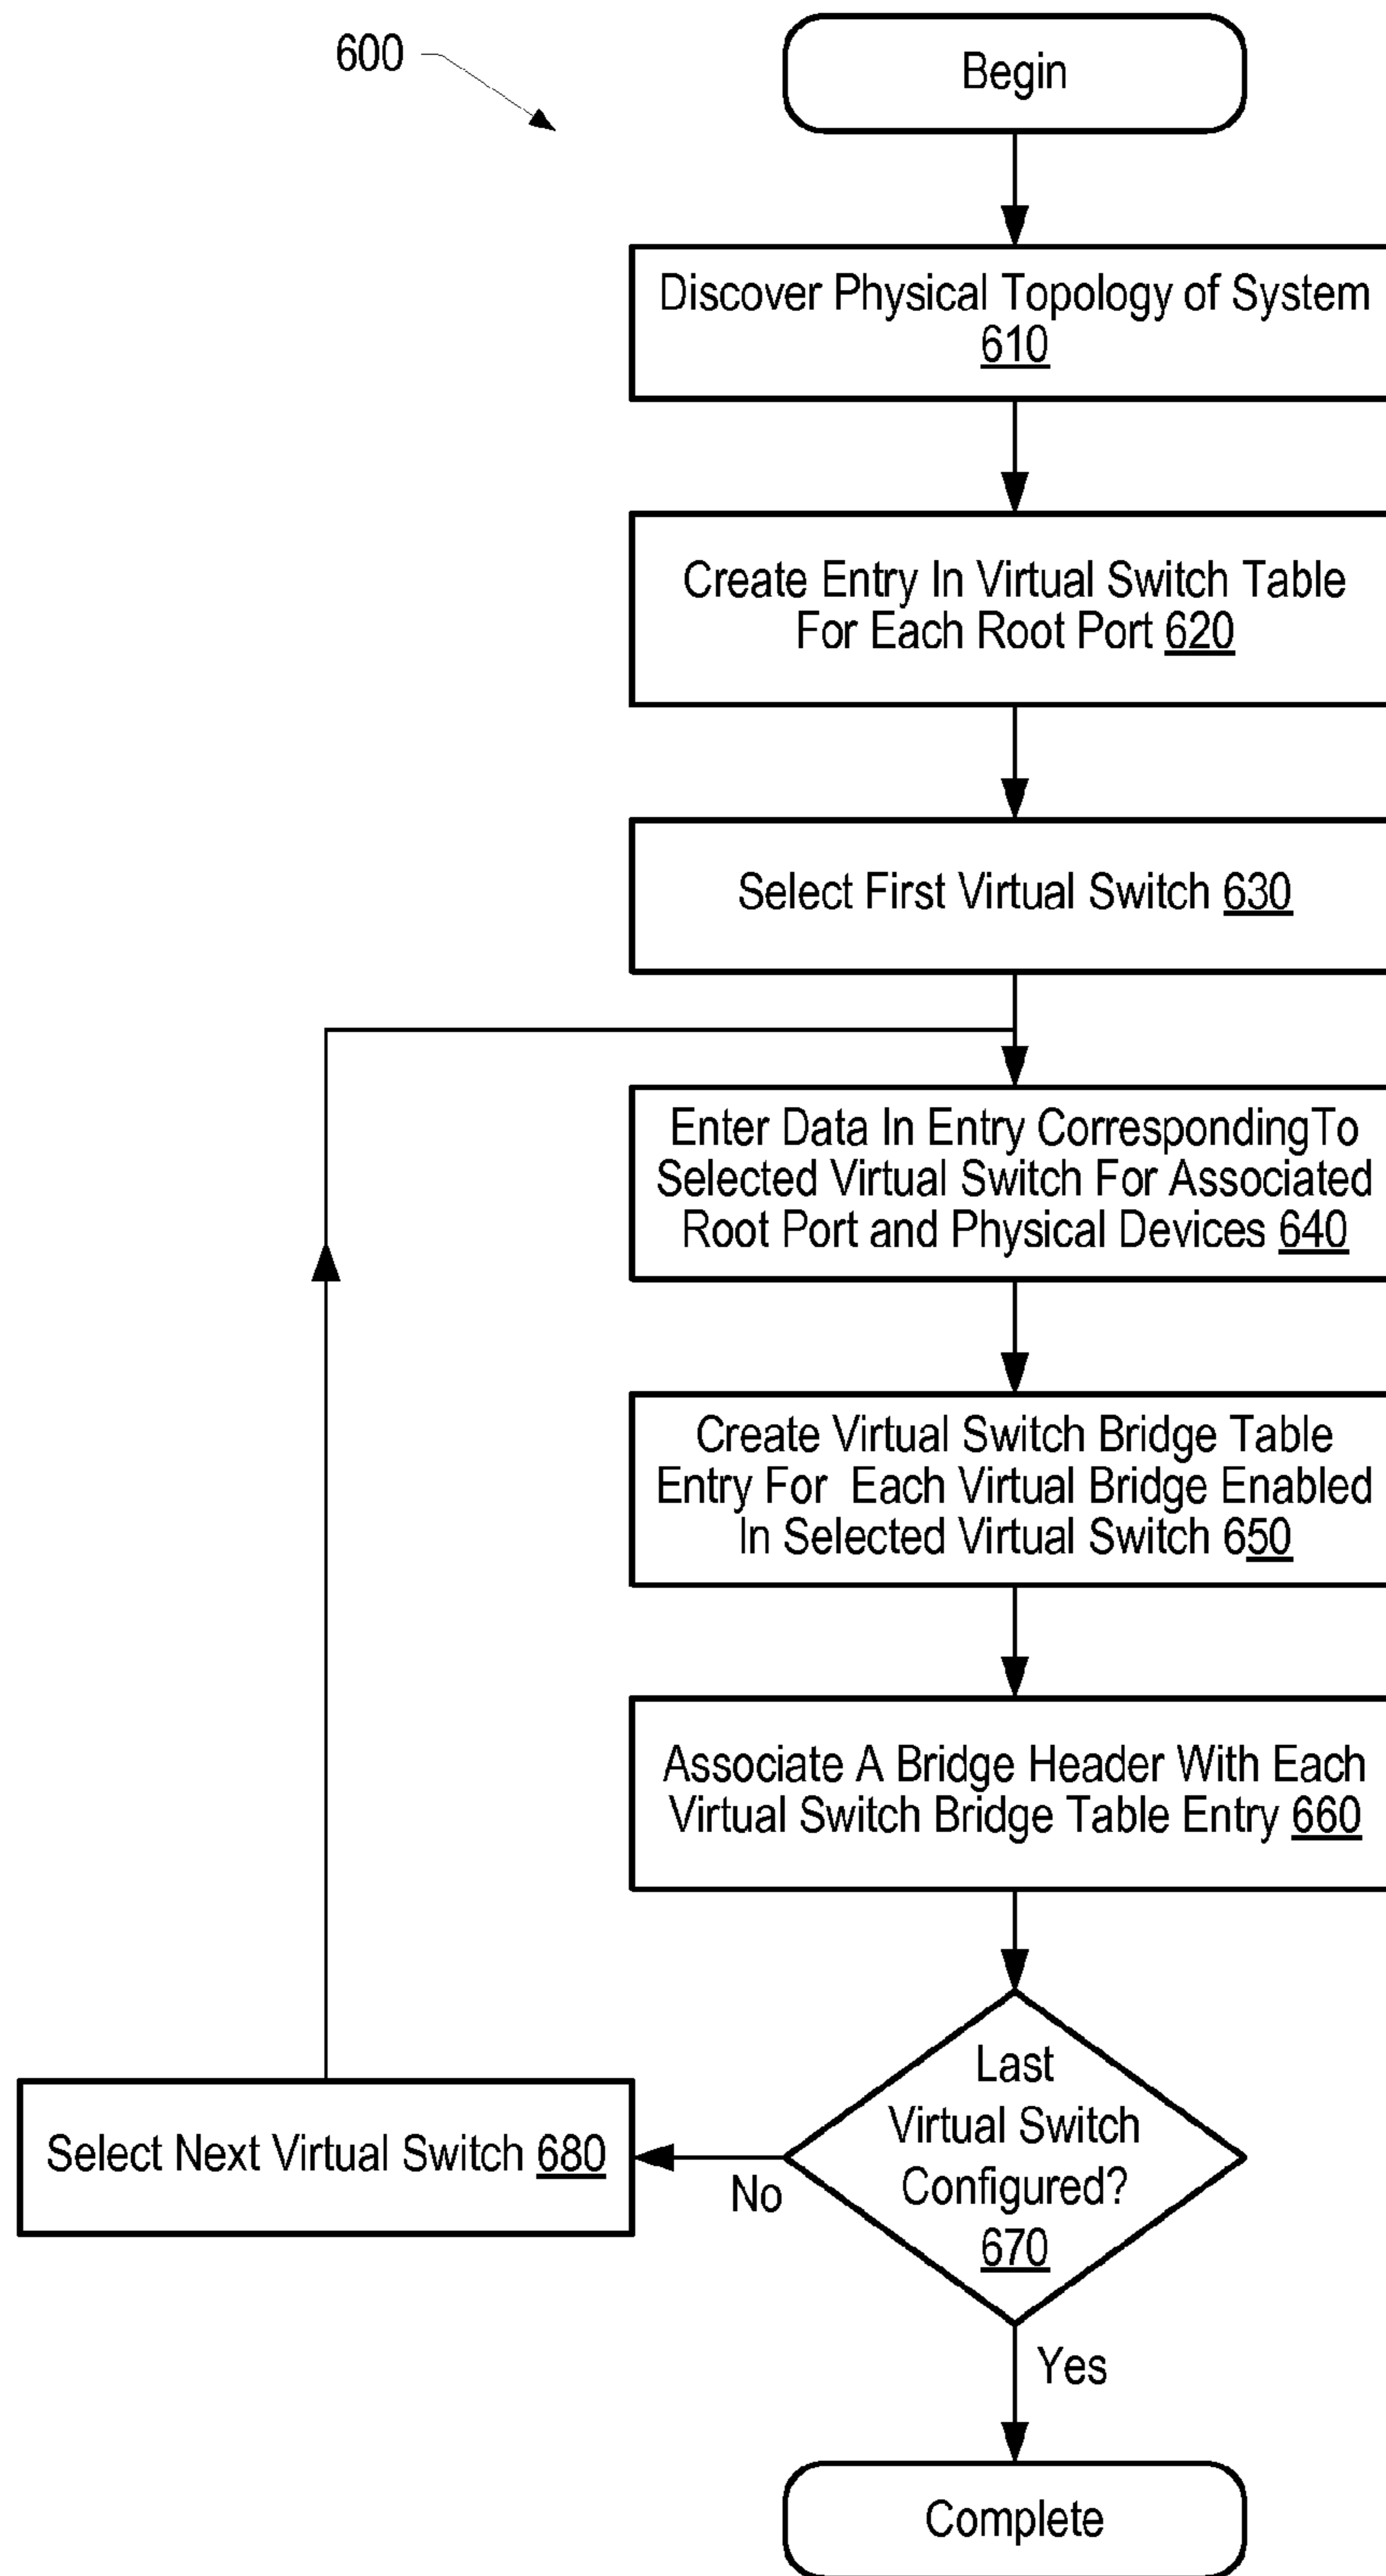 600
Begin
Discover Physical Topology of System
610
Create Entry In Virtual Switch Table
For Each Root Port 620
Select First Virtual Switch 630
Enter Data In Entry CorrespondingTo
Selected Virtual Switch For Associated
Root Port and Physical Devices 640
Create Virtual Switch Bridge Table
Entry For Each Virtual Bridge Enabled
In Selected Virtual Switch 650
Associate A Bridge Header With Each
Virtual Switch Bridge Table Entry 660
Last
Virtual Switch
Configured?
670
No
Select Next Virtual Switch 680
Yes
Complete